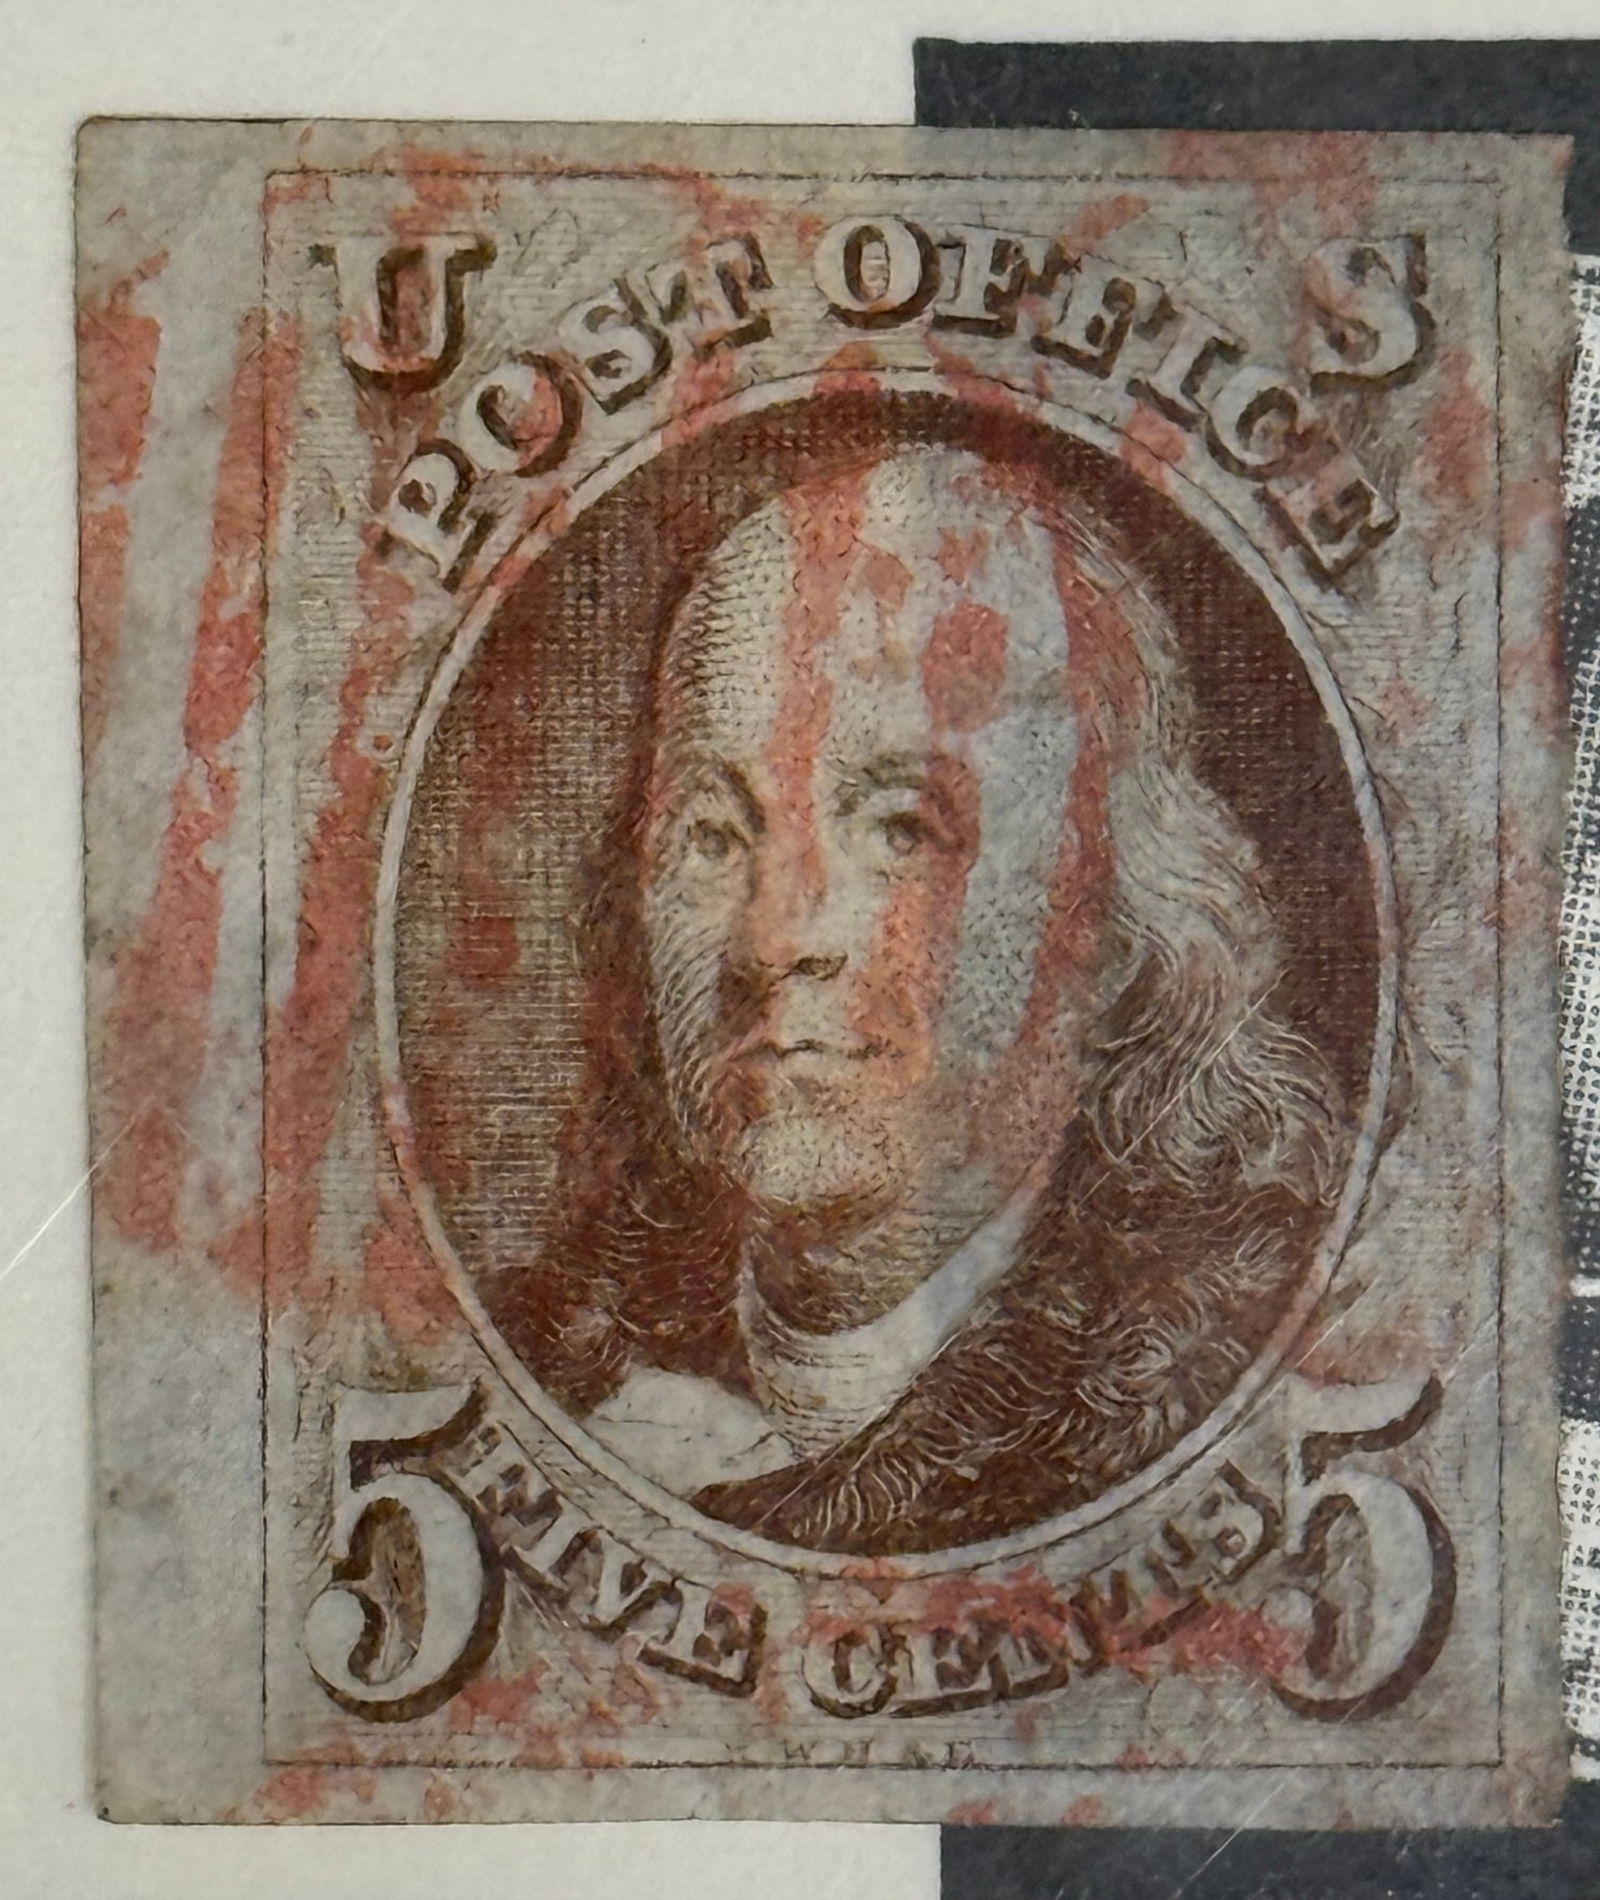 U S
POST OFFICE
5 5
FIVE CENTS